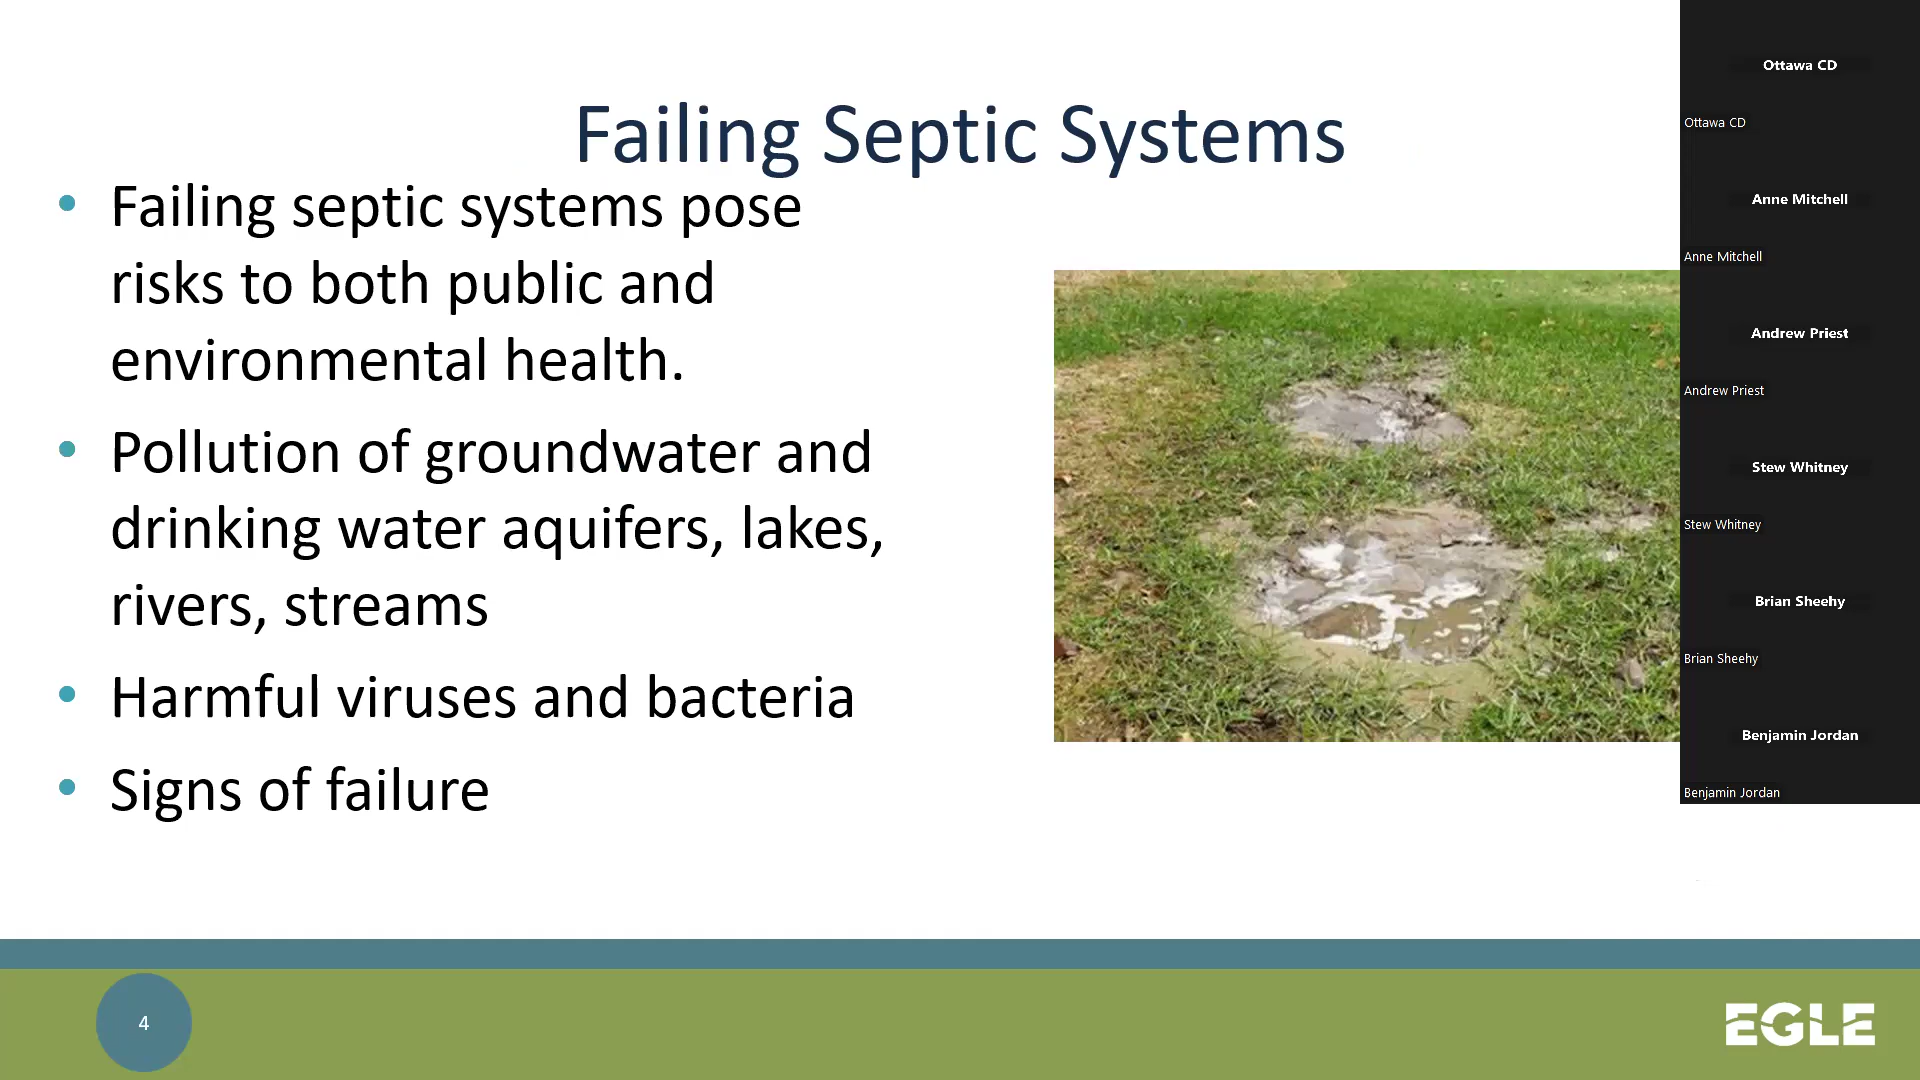 Failing Septic Systems
• Failing septic systems pose
risks to both public and
environmental health.
• Pollution of groundwater and
drinking water aquifers, lakes,
rivers, streams
• Harmful viruses and bacteria
• Signs of failure
4
EGLE
Ottawa CD
Ottawa CD
Anne Mitchell
Anne Mitchell
Andrew Priest
Andrew Priest
Stew Whitney
Stew Whitney
Brian Sheehy
Brian Sheehy
Benjamin Jordan
Benjamin Jordan